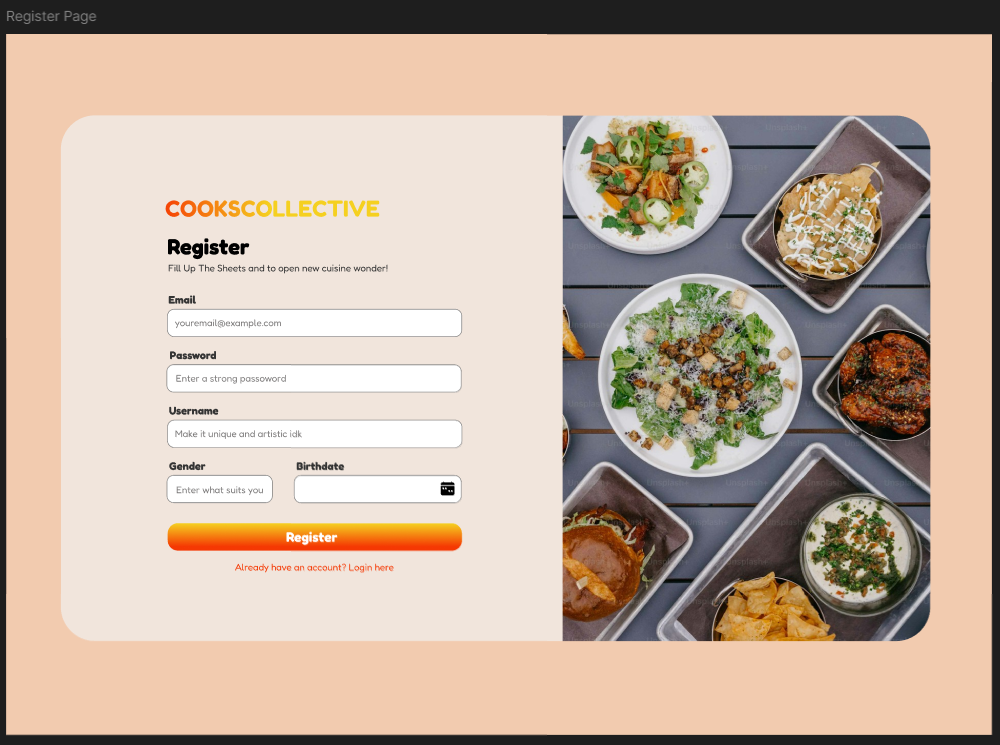 Register Page
COOKSCOLLECTIVE
Register
Fill Up The Sheets and to open new cuisine wonder!
Email
youremail@example.com
Password
Enter a strong passoword
Username
Make it unique and artistic idk
Gender Birthdate
Enter what suits you
Register
Already have an account? Login here
Unsplash+